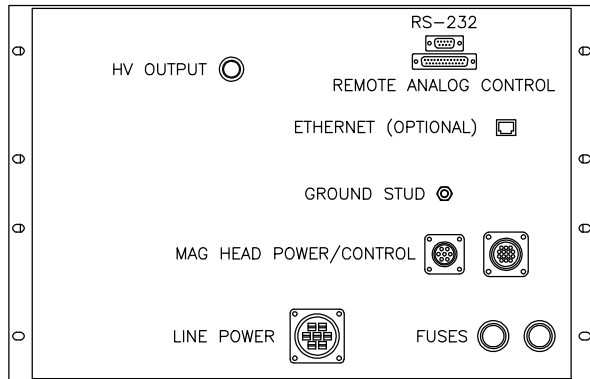 RS-232
HV OUTPUT
REMOTE ANALOG CONTROL
ETHERNET (OPTIONAL)
GROUND STUD
MAG HEAD POWER/CONTROL
LINE POWER
FUSES